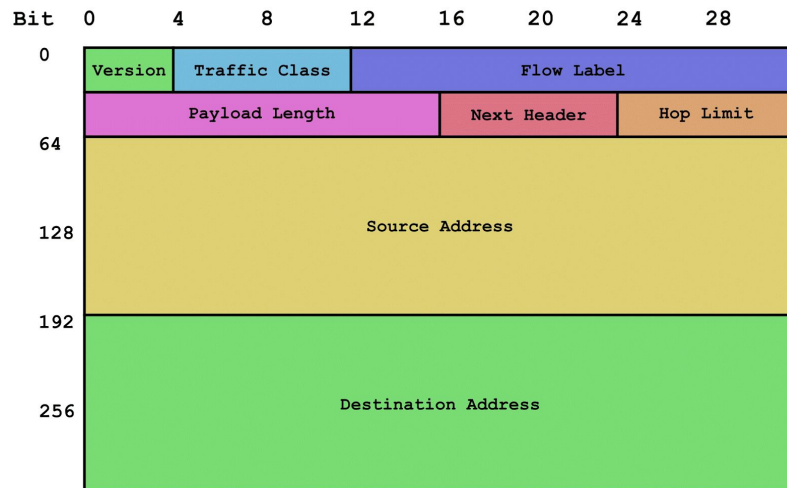 Bit 0 4 8 12 16 20 24 28
0
Version Traffic Class Flow Label
Payload Length Next Header Hop Limit
64
128 Source Address
192
256 Destination Address